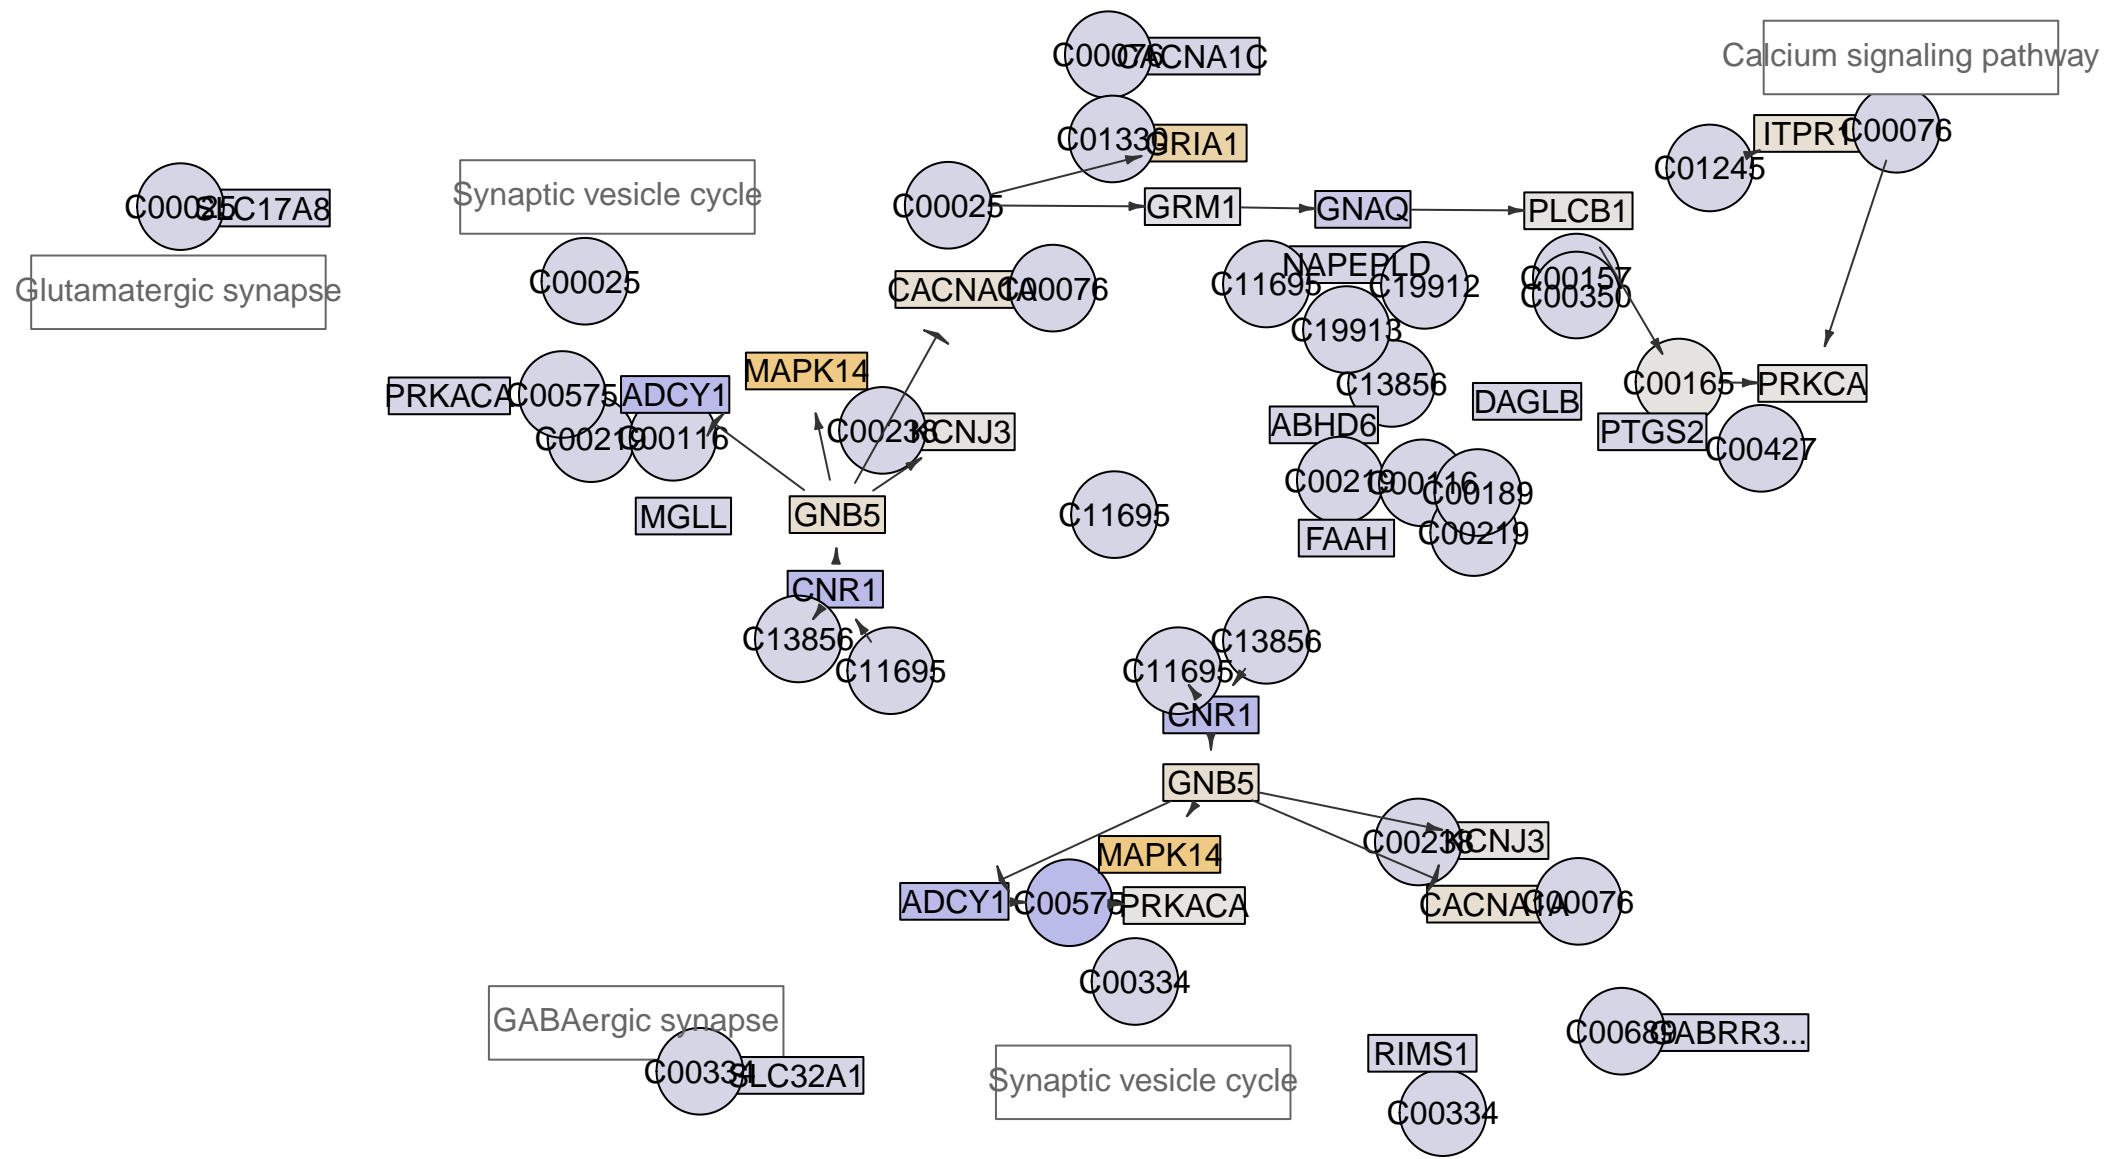 C00076
CACNA1C
Calcium signaling pathway
C01330
GRIA1
ITPR1
C00076
C01245
C00025
SLC17A8
Synaptic vesicle cycle
C00025
GRM1
GNAQ
PLCB1
Glutamatergic synapse
C00025
CACNA1A
C00076
C11695
NAPEPLD
C19912
C00157
C00350
C19913
MAPK14
PRKACA
C00575
ADCY1
C13856
DAGLB
C00165
PRKCA
C00219
C00116
C00238
KCNJ3
ABHD6
PTGS2
C00427
C00219
C00116
C00189
MGLL
GNB5
C11695
FAAH
C00219
CNR1
C13856
C11695
C13856
C11695
CNR1
GNB5
MAPK14
C00238
KCNJ3
ADCY1
C00575
PRKACA
CACNA1A
C00076
C00334
GABAergic synapse
C00689
GABRR3...
C00334
SLC32A1
Synaptic vesicle cycle
RIMS1
C00334